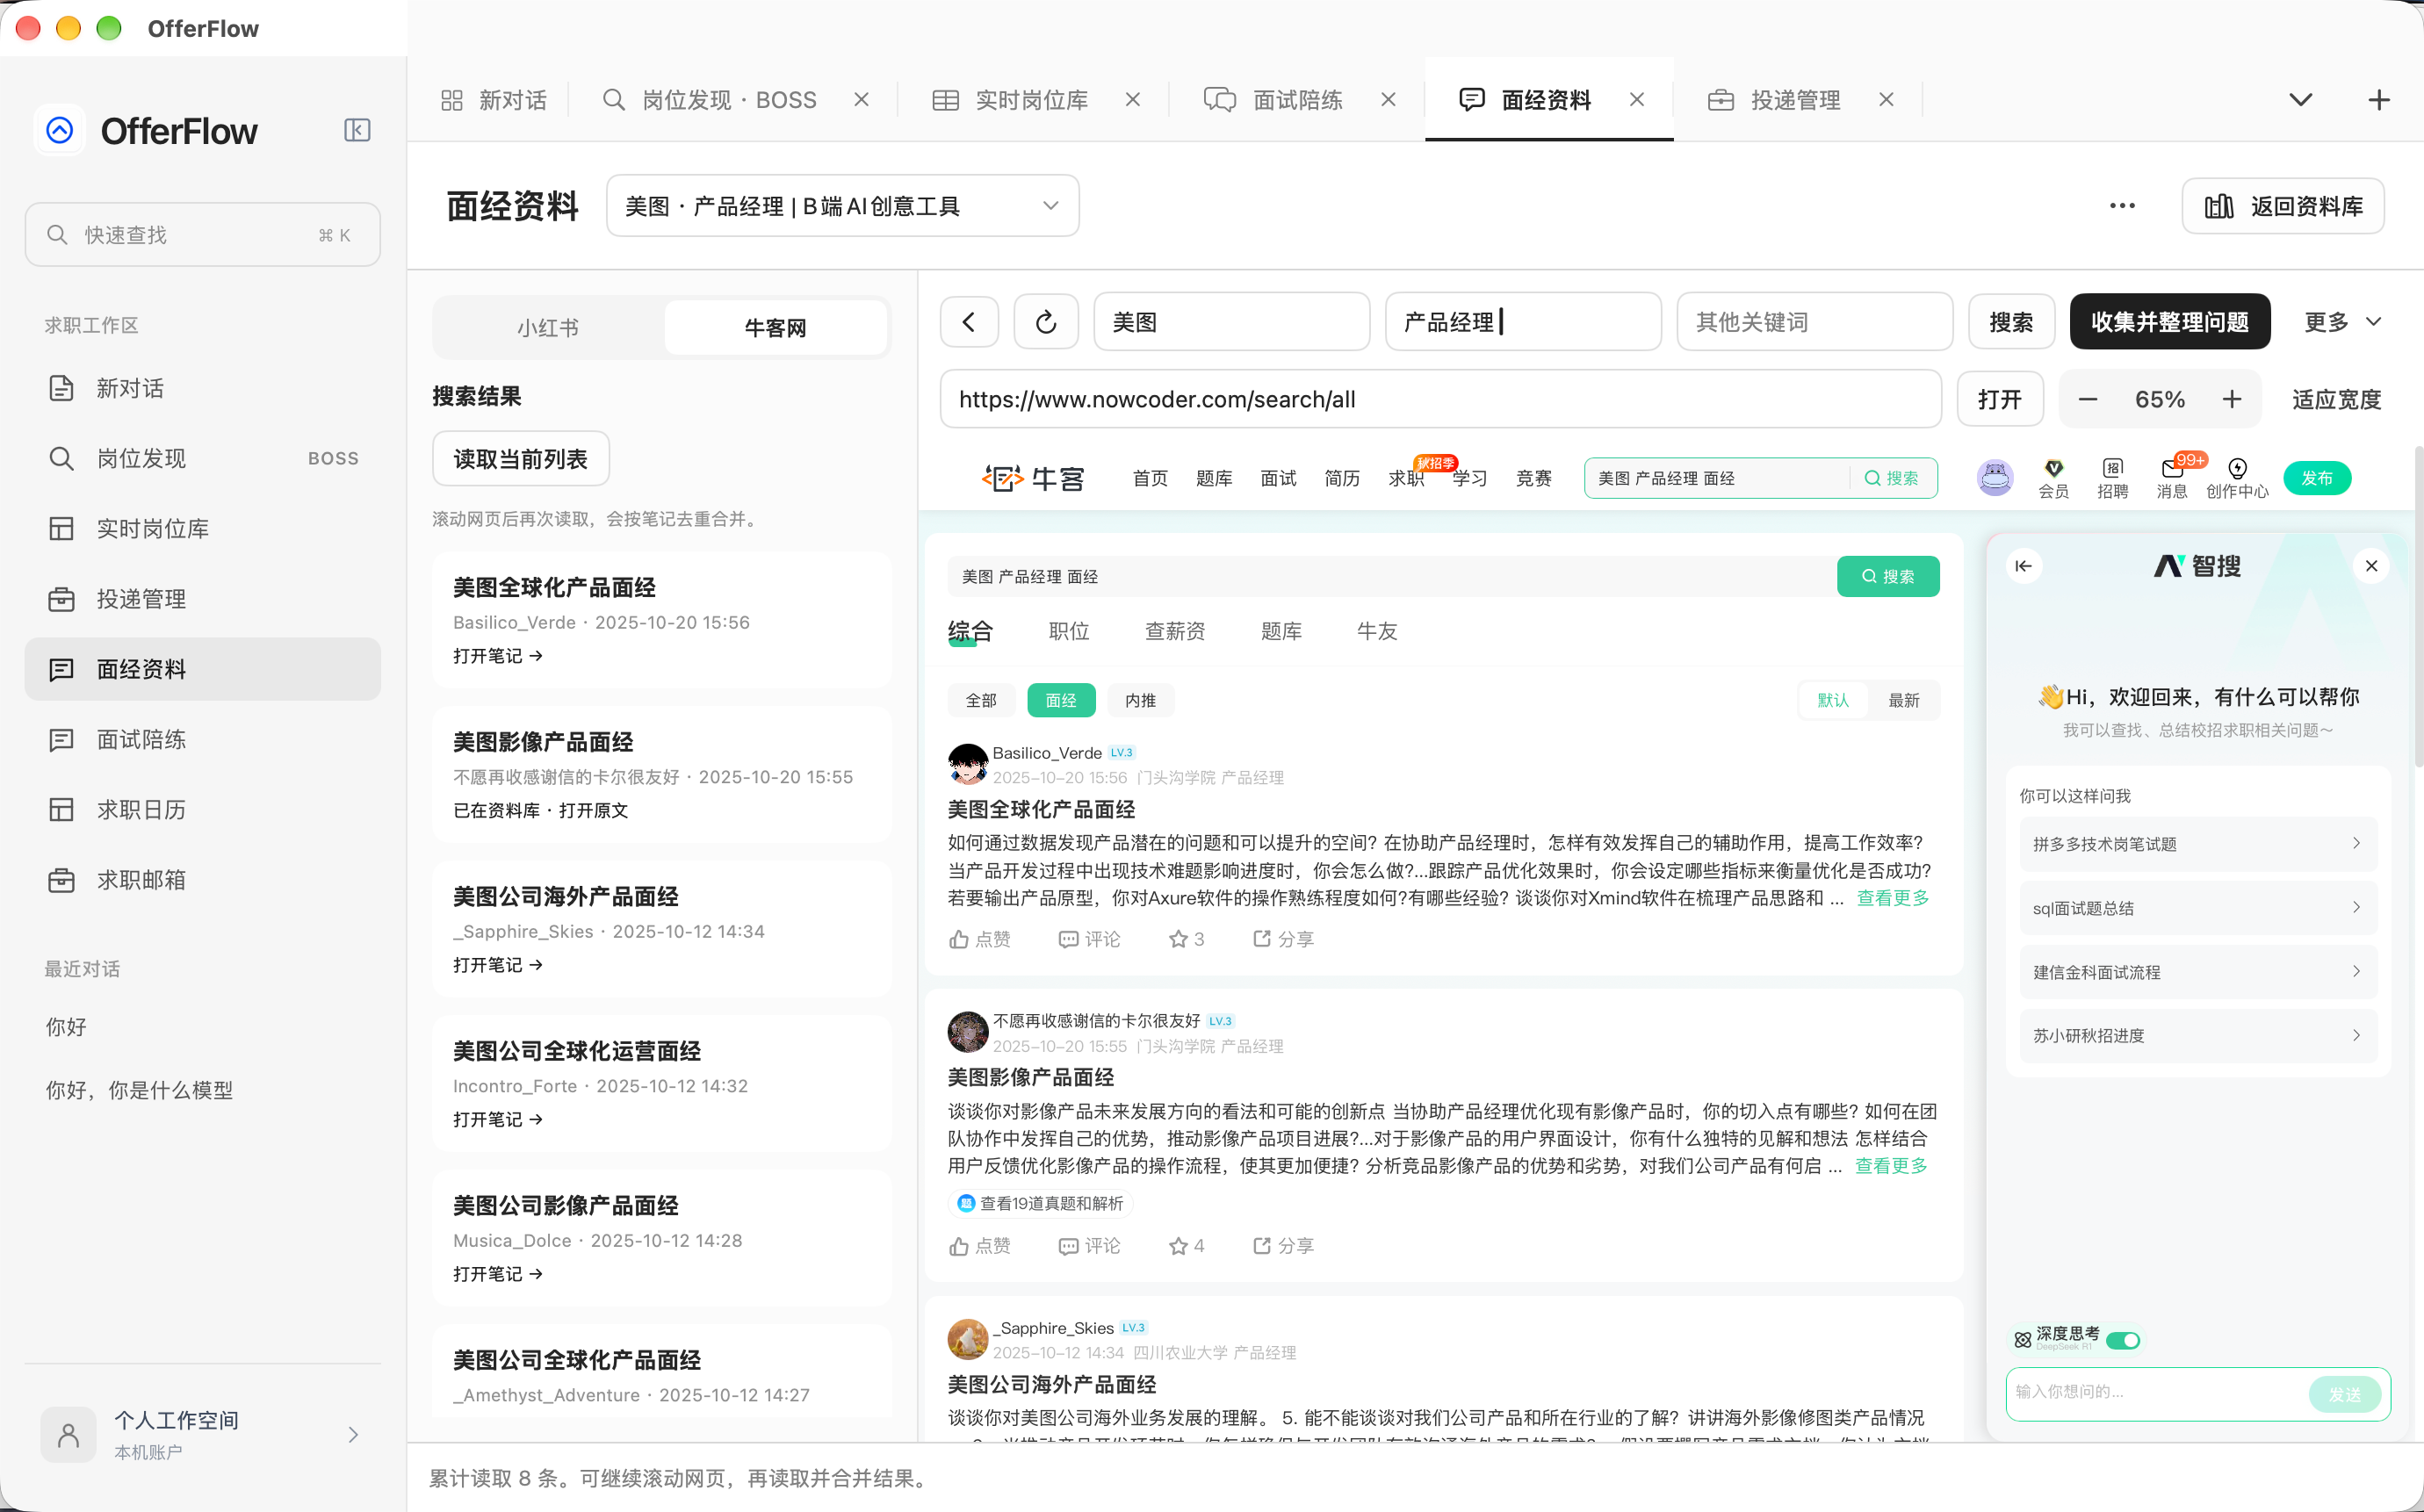 OfferFlow
OfferFlow
快速查找
⌘ K
求职工作区
新对话
岗位发现
BOSS
实时岗位库
投递管理
面经资料
面试陪练
求职日历
求职邮箱
最近对话
你好
你好，你是什么模型
个人工作空间
本机账户
新对话
岗位发现 · BOSS
实时岗位库
面试陪练
面经资料
投递管理
面经资料
美图 · 产品经理 | B端AI创意工具
返回资料库
小红书
牛客网
搜索结果
读取当前列表
滚动网页后再次读取，会按笔记去重合并。
美图全球化产品面经
Basilico_Verde · 2025-10-20 15:56
打开笔记 →
美图影像产品面经
不愿再收感谢信的卡尔很友好 · 2025-10-20 15:55
已在资料库 · 打开原文
美图公司海外产品面经
_Sapphire_Skies · 2025-10-12 14:34
打开笔记 →
美图公司全球化运营面经
Incontro_Forte · 2025-10-12 14:32
打开笔记 →
美图公司影像产品面经
Musica_Dolce · 2025-10-12 14:28
打开笔记 →
美图公司全球化产品面经
_Amethyst_Adventure · 2025-10-12 14:27
美图
产品经理
其他关键词
搜索
收集并整理问题
更多
https://www.nowcoder.com/search/all
打开
65%
适应宽度
牛客
首页 题库 面试 简历 求职 学习 竞赛
秋招季
美图 产品经理 面经
搜索
会员
招聘
99+
消息
创作中心
发布
美图 产品经理 面经
搜索
综合 职位 查薪资 题库 牛友
全部 面经 内推
默认 最新
Basilico_Verde LV.3
2025-10-20 15:56 门头沟学院 产品经理
美图全球化产品面经
如何通过数据发现产品潜在的问题和可以提升的空间? 在协助产品经理时，怎样有效发挥自己的辅助作用，提高工作效率?
当产品开发过程中出现技术难题影响进度时，你会怎么做?...跟踪产品优化效果时，你会设定哪些指标来衡量优化是否成功?
若要输出产品原型，你对Axure软件的操作熟练程度如何?有哪些经验? 谈谈你对Xmind软件在梳理产品思路和 ... 查看更多
点赞 评论 3 分享
不愿再收感谢信的卡尔很友好 LV.3
2025-10-20 15:55 门头沟学院 产品经理
美图影像产品面经
谈谈你对影像产品未来发展方向的看法和可能的创新点 当协助产品经理优化现有影像产品时，你的切入点有哪些? 如何在团
队协作中发挥自己的优势，推动影像产品项目进展?...对于影像产品的用户界面设计，你有什么独特的见解和想法 怎样结合
用户反馈优化影像产品的操作流程，使其更加便捷? 分析竞品影像产品的优势和劣势，对我们公司产品有何启 ... 查看更多
题 查看19道真题和解析
点赞 评论 4 分享
_Sapphire_Skies LV.3
2025-10-12 14:34 四川农业大学 产品经理
美图公司海外产品面经
谈谈你对美图公司海外业务发展的理解。 5. 能不能谈谈对我们公司产品和所在行业的了解? 讲讲海外影像修图类产品情况
智搜
👋Hi，欢迎回来，有什么可以帮你
我可以查找、总结校招求职相关问题～
你可以这样问我
拼多多技术岗笔试题
sql面试题总结
建信金科面试流程
苏小研秋招进度
深度思考
DeepSeek R1
输入你想问的...
发送
累计读取 8 条。可继续滚动网页，再读取并合并结果。